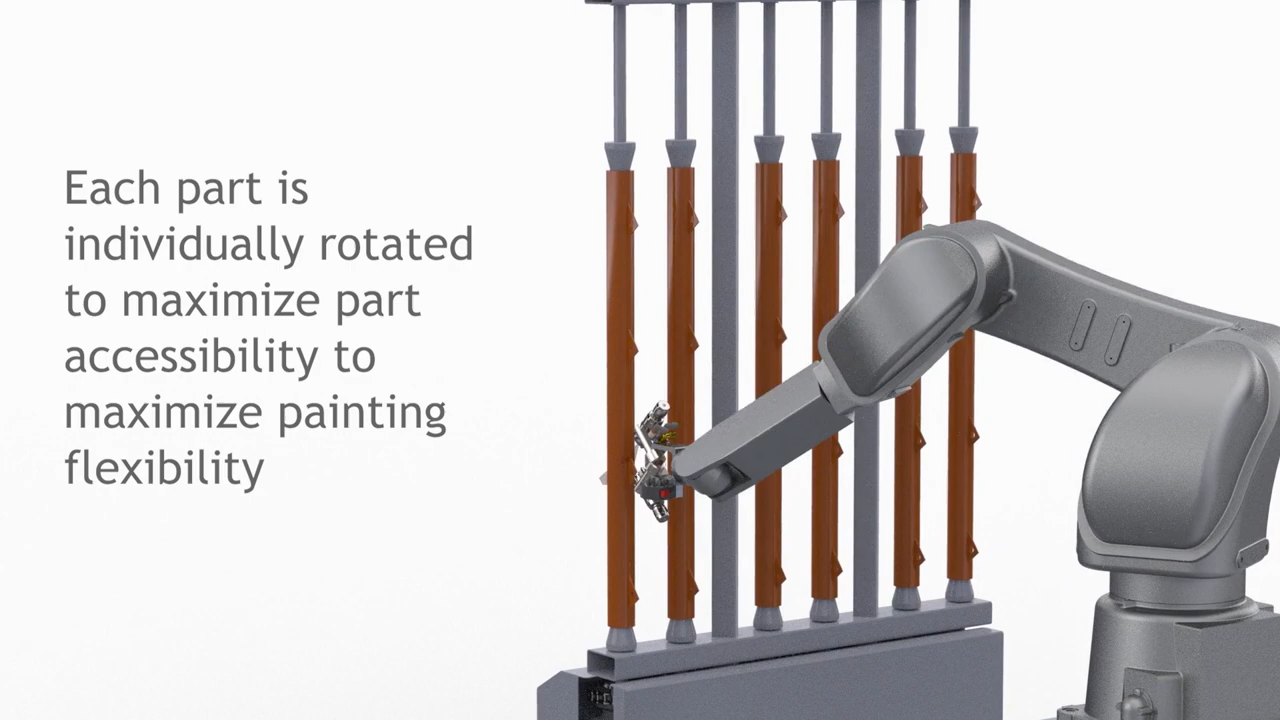 Each part is
individually rotated
to maximize part
accessibility to
maximize painting
flexibility